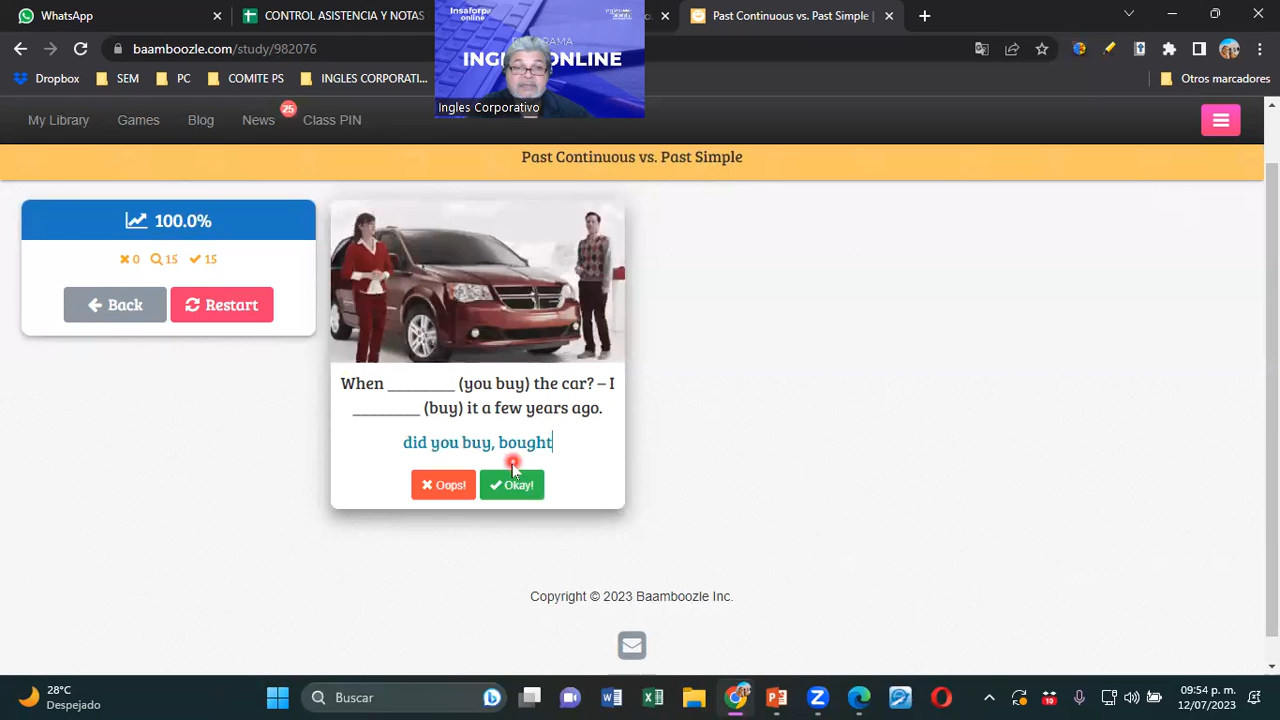 WhatsApp
CONTROL ASISTENCIA Y NOTAS
Past Continuous vs. Past Simple |
baamboozle.com/study/982076
Dropbox
SEM
PC
COMITE PS
INGLES CORPORATI...
Otros marcadores
Insaforp
online
INGLES ONLINE
Ingles Corporativo
My Library
Games
Blog
News
25
Class PIN
Past Continuous vs. Past Simple
100.0%
0
15
15
Back
Restart
When ________ (you buy) the car? – I
________ (buy) it a few years ago.
did you buy, bought
Oops!
Okay!
Copyright © 2023 Baamboozle Inc.
28°C
Despejado
Buscar
10
09:54 p. m.
12/07/2023